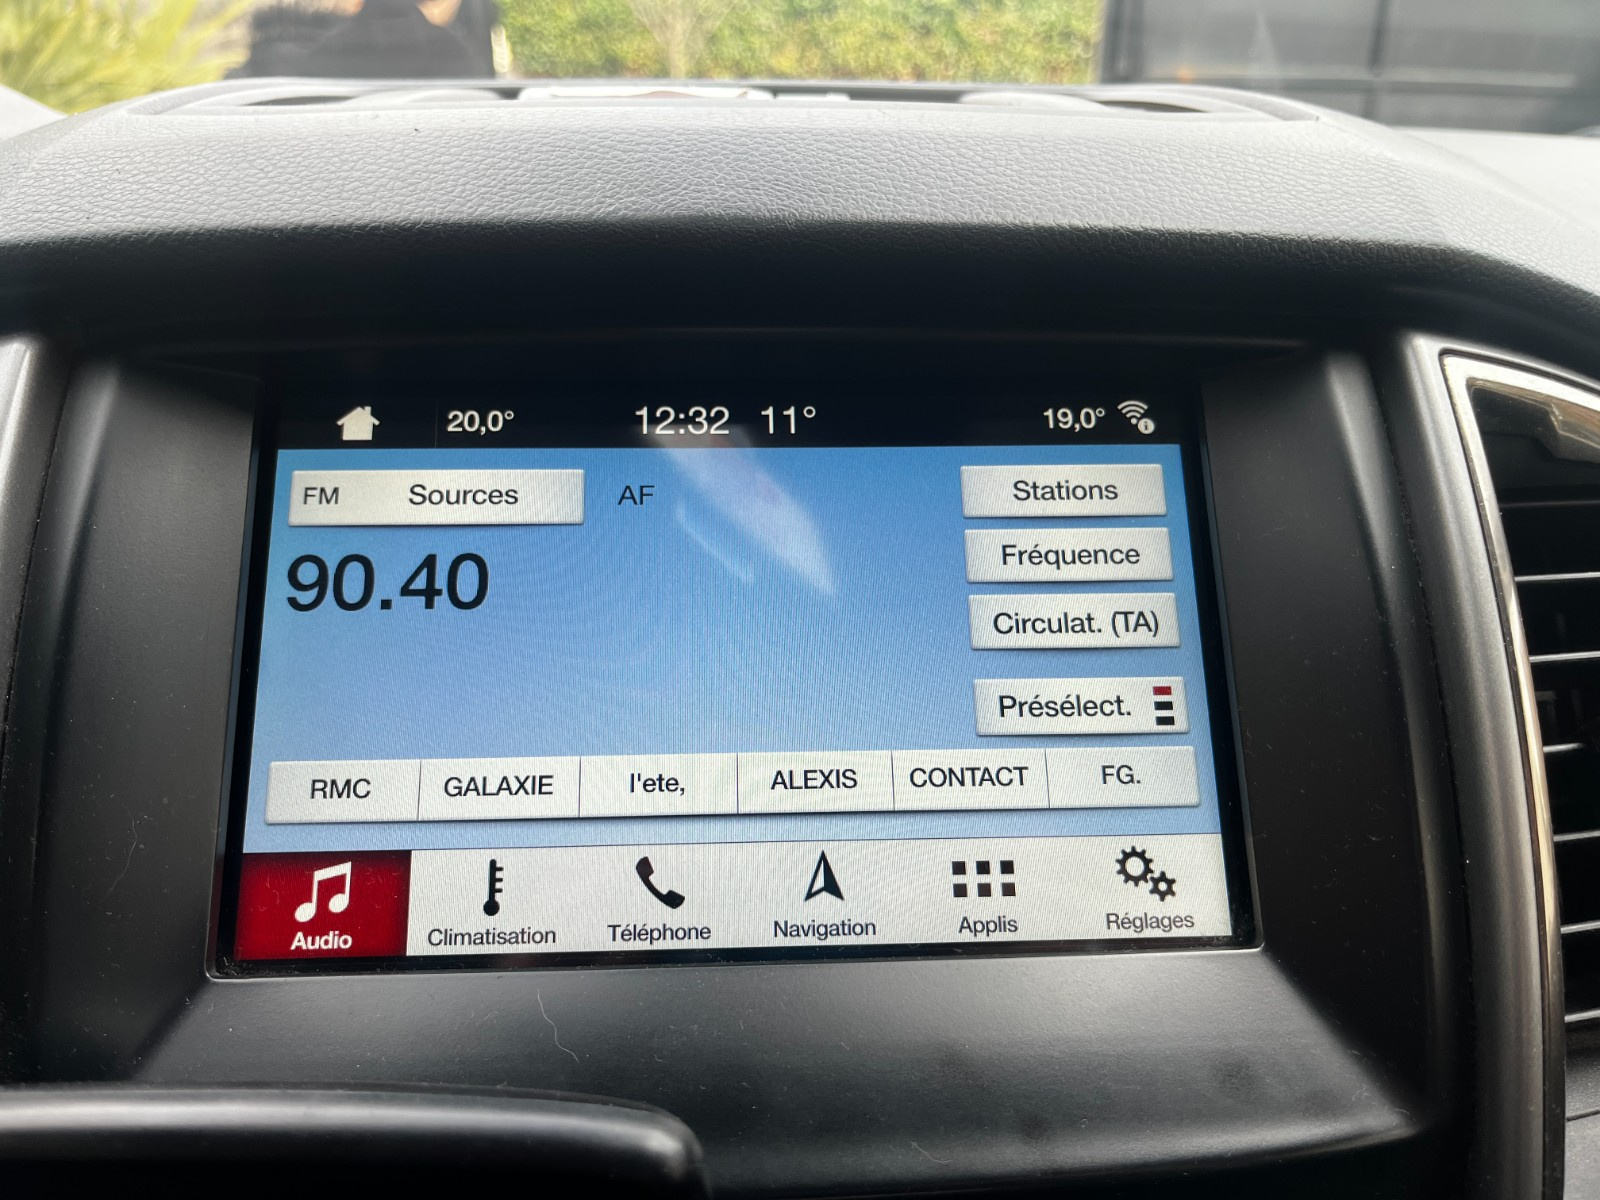 20,0° 12:32 11° 19,0°
FM Sources AF Stations
90.40 Fréquence
Circulat. (TA)
Présélect.
RMC GALAXIE l'ete, ALEXIS CONTACT FG.
Audio Climatisation Téléphone Navigation Applis Réglages